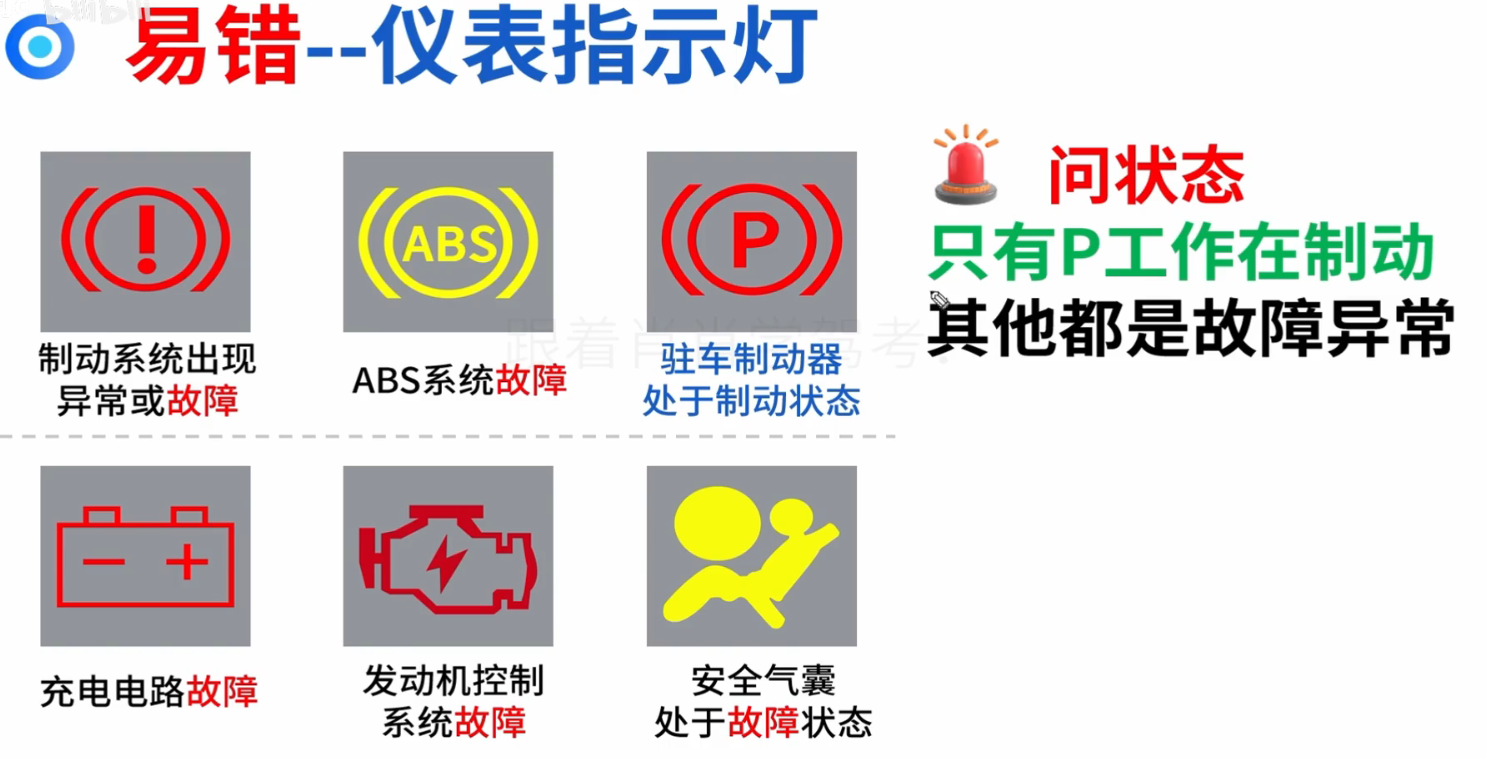 bilibili
易错--仪表指示灯
问状态
只有P工作在制动
其他都是故障异常
!
ABS
P
制动系统出现
异常或故障
ABS系统故障
驻车制动器
处于制动状态
跟着肖肖学驾考
- +
充电电路故障
发动机控制
系统故障
安全气囊
处于故障状态